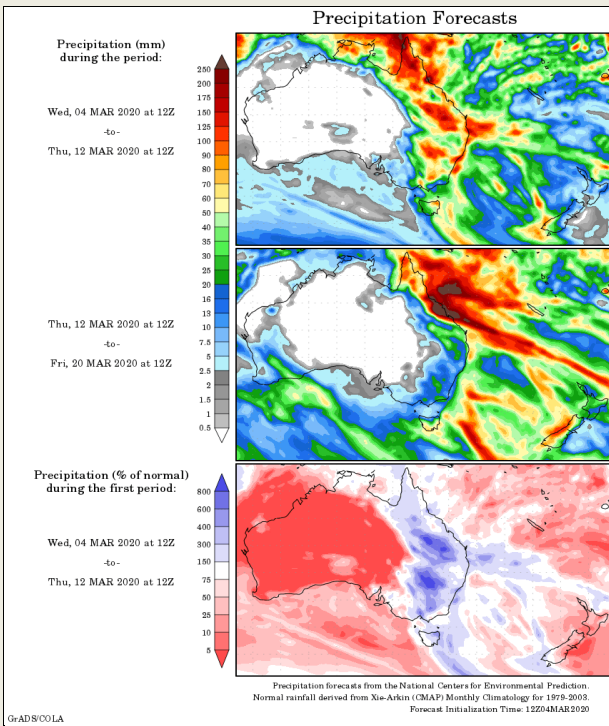 Precipitation Forecasts
Precipitation (mm)
during the period:
Wed, 04 MAR 2020 at 12Z
-to-
Thu, 12 MAR 2020 at 12Z
250
200
175
150
125
100
90
80
70
60
50
40
35
30
25
20
16
13
10
7.5
5
2.5
2
1.5
1
0.5
Thu, 12 MAR 2020 at 12Z
-to-
Fri, 20 MAR 2020 at 12Z
Precipitation (% of normal)
during the first period:
Wed, 04 MAR 2020 at 12Z
-to-
Thu, 12 MAR 2020 at 12Z
800
600
400
300
150
75
50
25
10
5
Precipitation forecasts from the National Centers for Environmental Prediction.
Normal rainfall derived from Xie-Arkin (CMAP) Monthly Climatology for 1979-2003.
Forecast Initialization Time: 12Z04MAR2020
GrADS/COLA